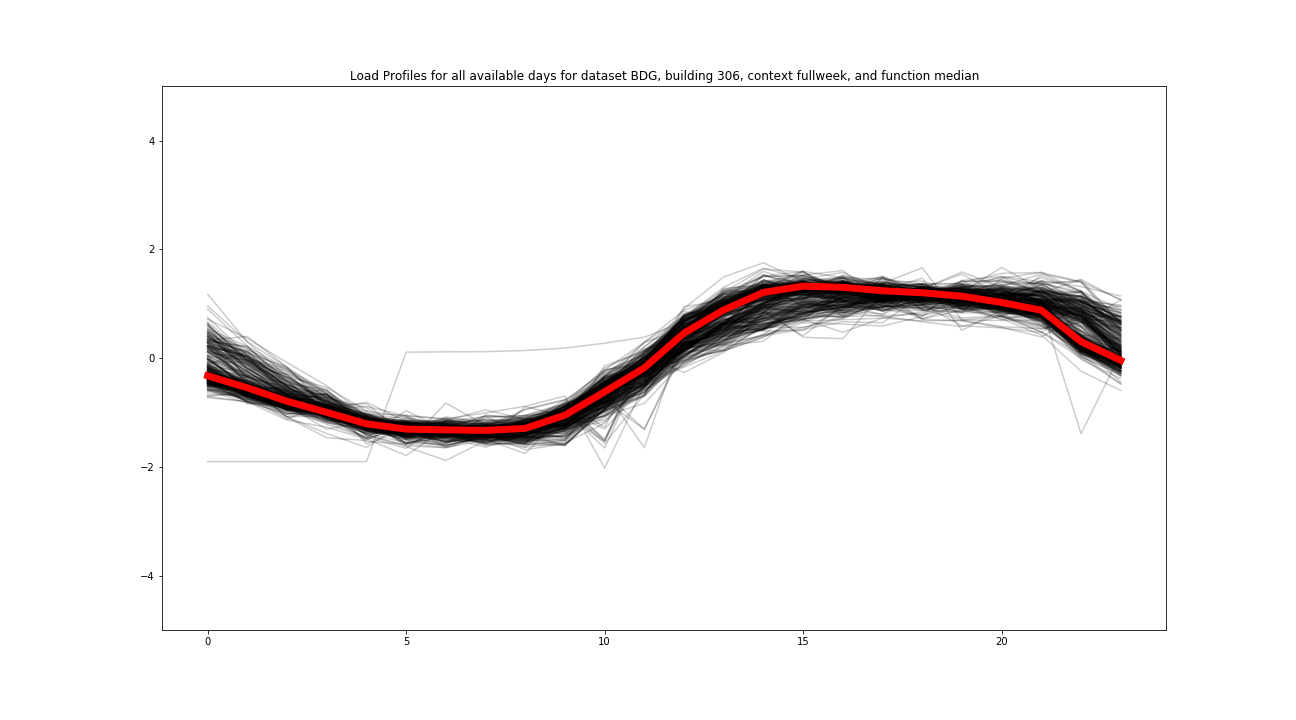 Load Profiles for all available days for dataset BDG, building 306, context fullweek, and function median
4
2
0
−2
−4
0 5 10 15 20